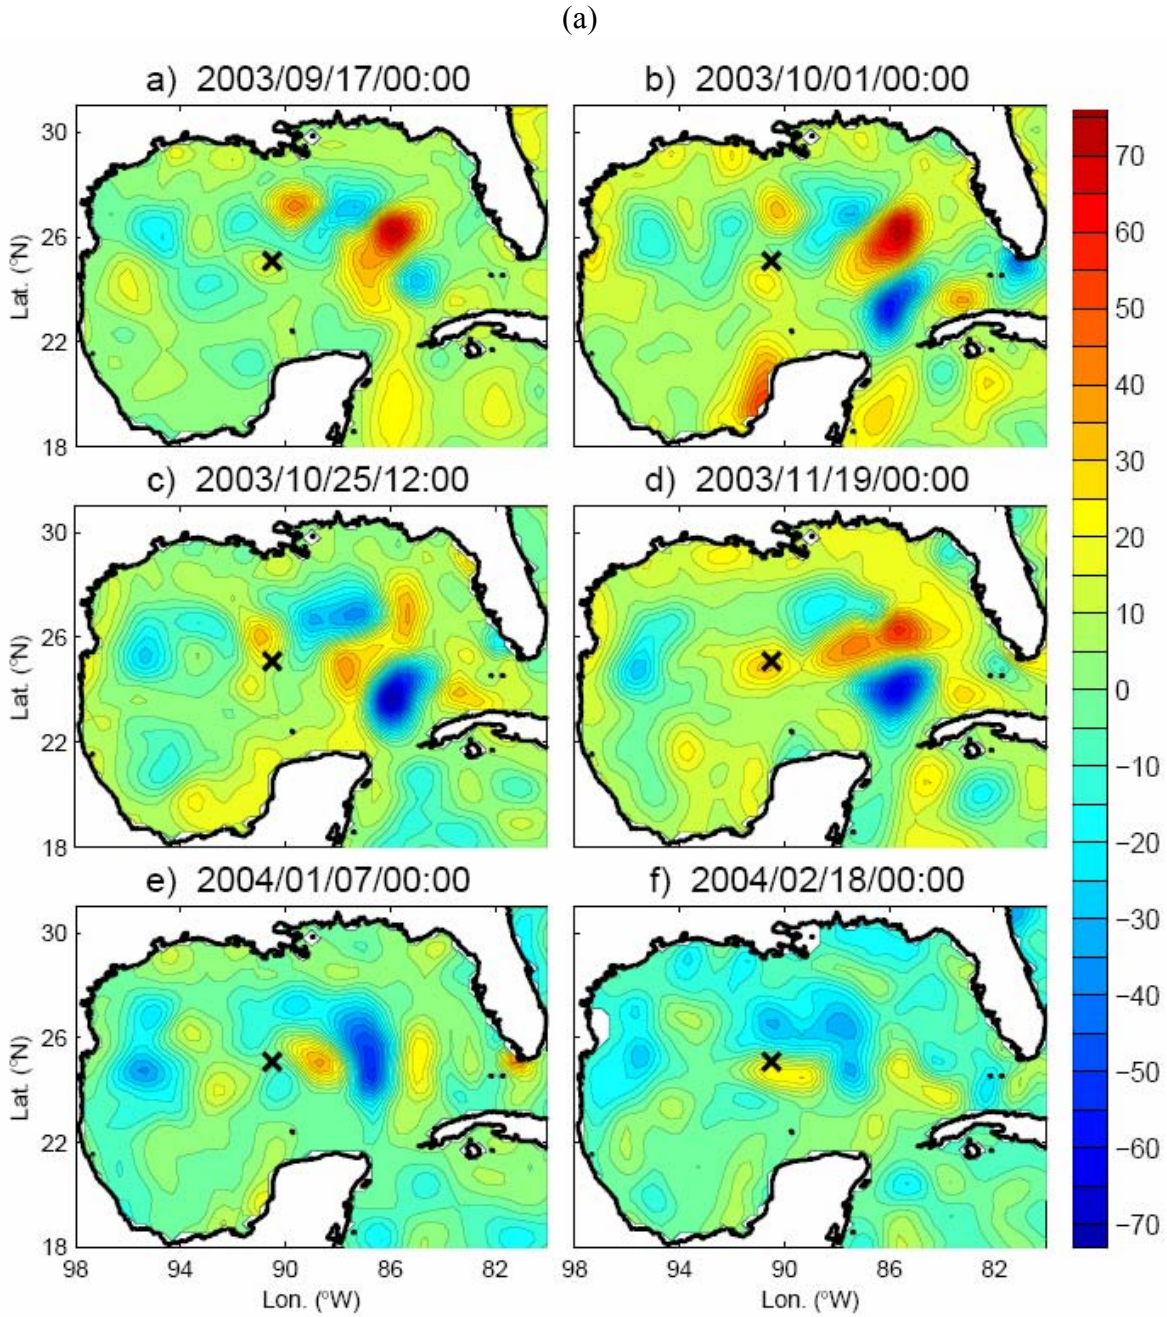 (a)
a) 2003/09/17/00:00
b) 2003/10/01/00:00
30
26
22
18
Lat. (°N)
70
60
50
40
30
20
10
0
−10
−20
−30
−40
−50
−60
−70
c) 2003/10/25/12:00
d) 2003/11/19/00:00
30
26
22
18
Lat. (°N)
e) 2004/01/07/00:00
f) 2004/02/18/00:00
30
26
22
18
Lat. (°N)
98 94 90 86 82
98 94 90 86 82
Lon. (°W)
Lon. (°W)